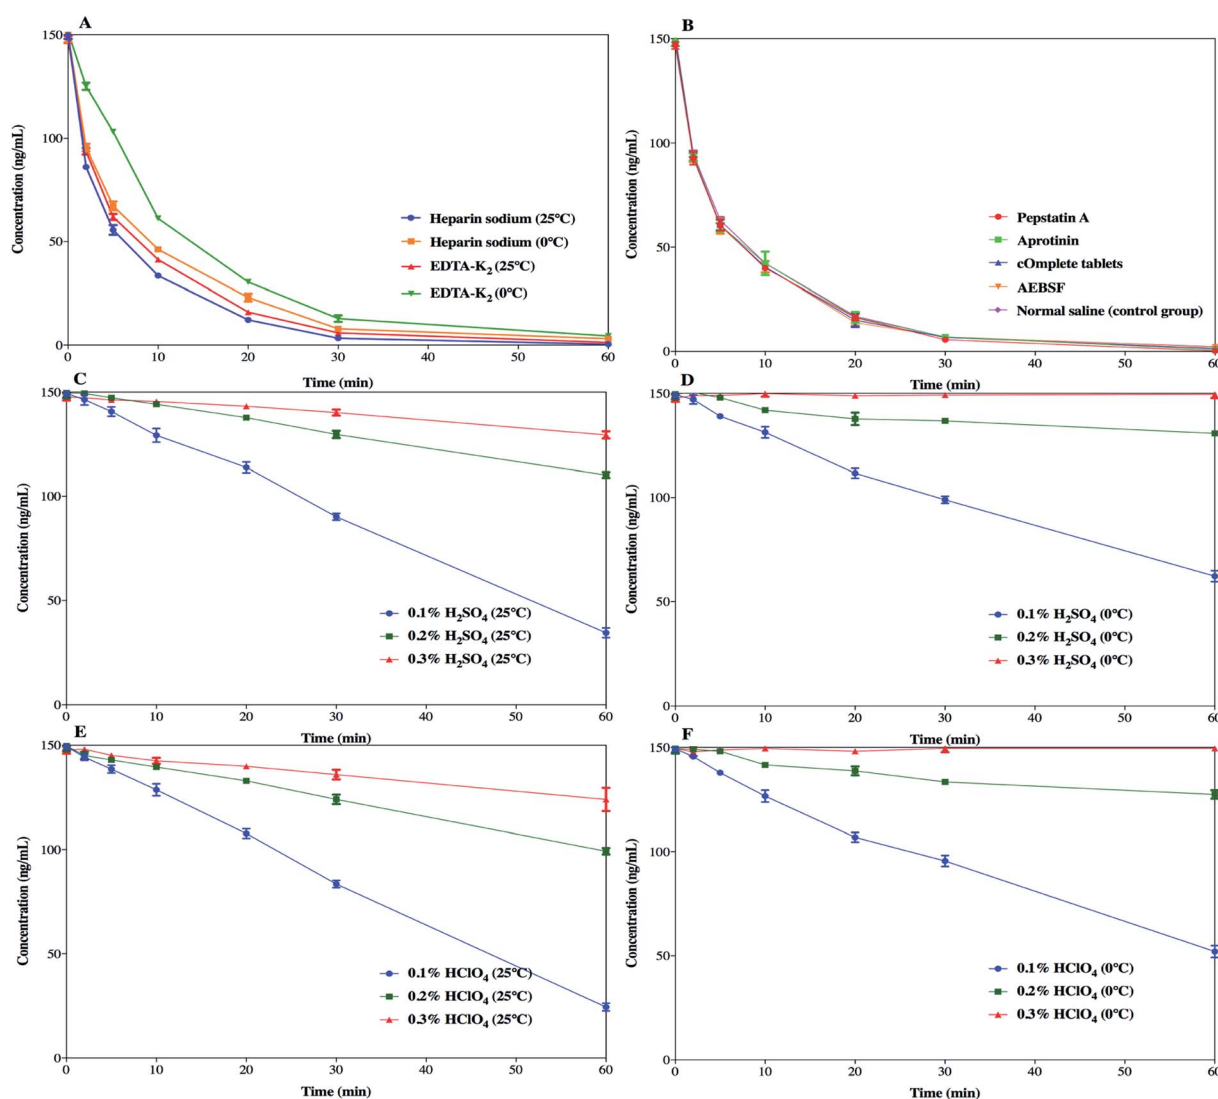 A
150
100
50
0
Concentration (ng/mL)
Heparin sodium (25°C)
Heparin sodium (0°C)
EDTA-K₂ (25°C)
EDTA-K₂ (0°C)
0 10 20 30 40 50 60
Time (min)
B
150
100
50
0
Concentration (ng/mL)
Pepstatin A
Aprotinin
cOmplete tablets
AEBSF
Normal saline (control group)
0 10 20 30 40 50 60
Time (min)
C
150
100
50
0
Concentration (ng/mL)
0.1% H₂SO₄ (25°C)
0.2% H₂SO₄ (25°C)
0.3% H₂SO₄ (25°C)
0 10 20 30 40 50 60
Time (min)
D
150
100
50
0
Concentration (ng/mL)
0.1% H₂SO₄ (0°C)
0.2% H₂SO₄ (0°C)
0.3% H₂SO₄ (0°C)
0 10 20 30 40 50 60
Time (min)
E
150
100
50
0
Concentration (ng/mL)
0.1% HClO₄ (25°C)
0.2% HClO₄ (25°C)
0.3% HClO₄ (25°C)
0 10 20 30 40 50 60
Time (min)
F
150
100
50
0
Concentration (ng/mL)
0.1% HClO₄ (0°C)
0.2% HClO₄ (0°C)
0.3% HClO₄ (0°C)
0 10 20 30 40 50 60
Time (min)